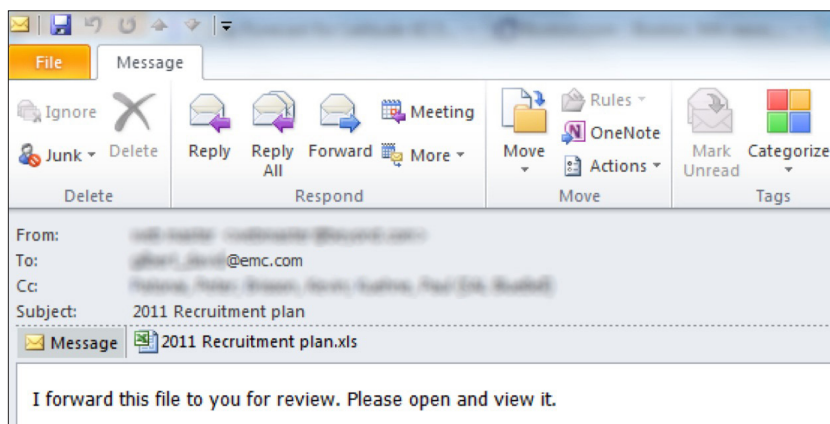 File Message
Ignore Meeting Rules
OneNote
Junk Delete Reply Reply All Forward More Move Actions Mark Unread Categorize
Delete Respond Move Tags
From:
To: @emc.com
Cc:
Subject: 2011 Recruitment plan
Message 2011 Recruitment plan.xls
I forward this file to you for review. Please open and view it.